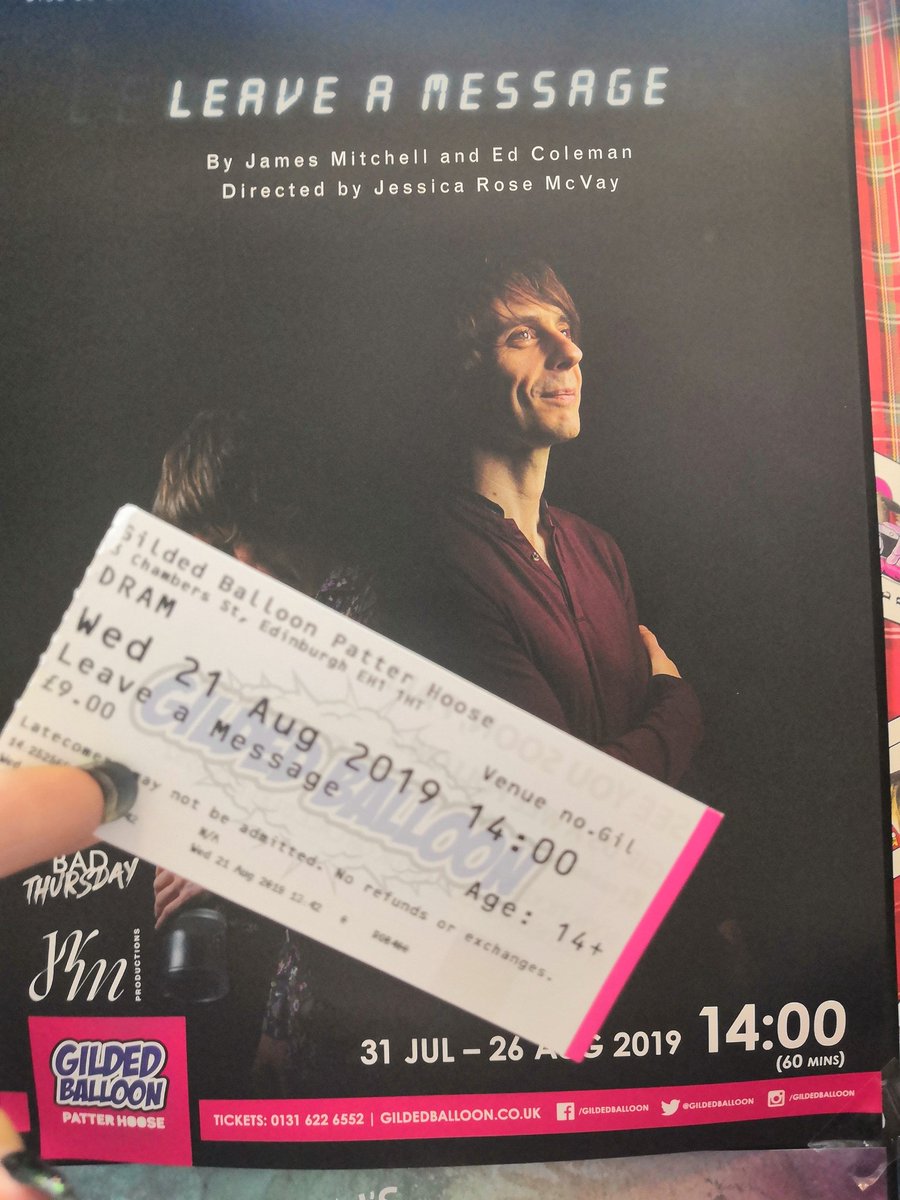 LEAVE A MESSAGE
By James Mitchell and Ed Coleman
Directed by Jessica Rose McVay
Gilded Balloon Patter Hoose
Chambers St, Edinburgh EH1 1HT
DRAM
Venue no.Gil
Wed 21 Aug 2019 14:00
Leave a Message
Age: 14+
£9.00
GILDED BALLOON
may not be admitted. No refunds or exchanges.
N/A
Wed 21 Aug 2019 12:42
BAD
THURSDAY
JRM
PRODUCTIONS
31 JUL – 26 AUG 2019 14:00
(60 MINS)
GILDED
BALLOON
PATTER HOOSE
TICKETS: 0131 622 6552 | GILDEDBALLOON.CO.UK /GILDEDBALLOON @GILDEDBALLOON /GILDEDBALLOON